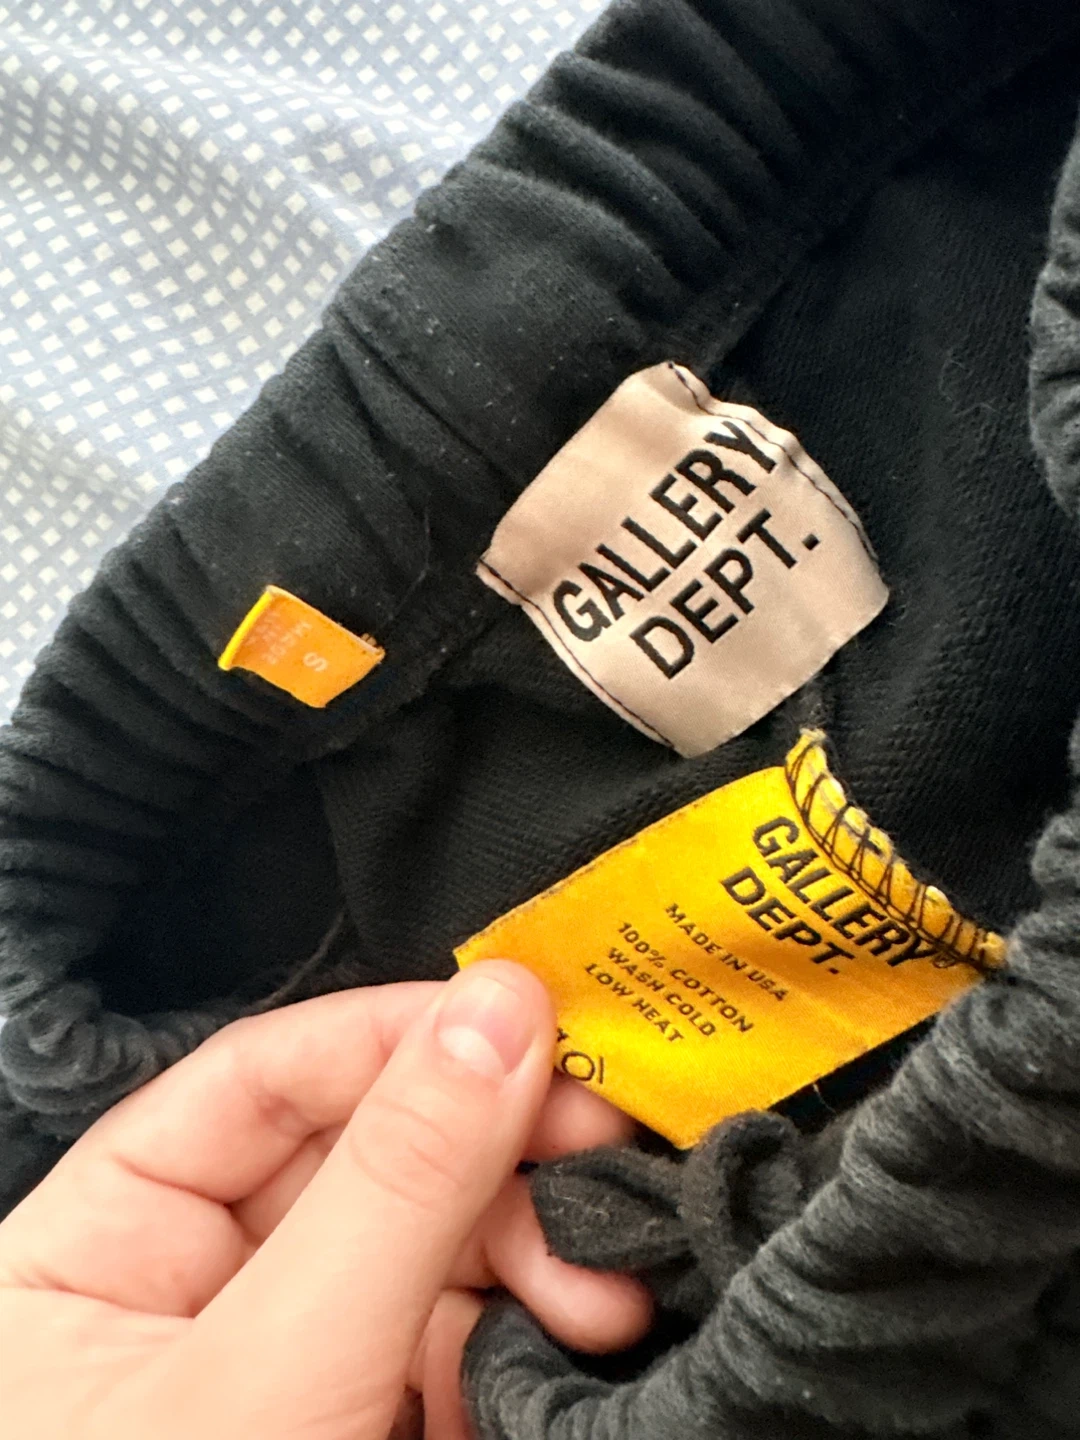 GALLERY
DEPT.
S
GALLERY
DEPT.
MADE IN USA
100% COTTON
WASH COLD
LOW HEAT